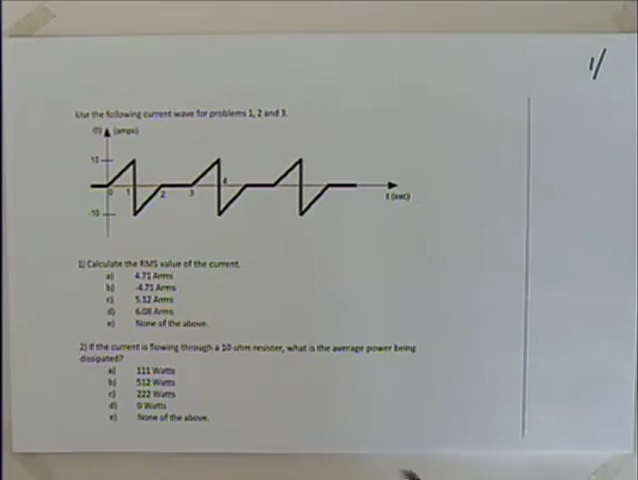 1/
Use the following current wave for problems 1, 2 and 3.
i(t) (amps)
10
0 1 2 3 4
t (sec)
-10
1) Calculate the RMS value of the current.
a) 4.71 Arms
b) -4.71 Arms
c) 5.12 Arms
d) 6.08 Arms
e) None of the above.
2) If the current is flowing through a 10 ohm resister, what is the average power being
dissipated?
a) 111 Watts
b) 512 Watts
c) 222 Watts
d) 0 Watts
e) None of the above.